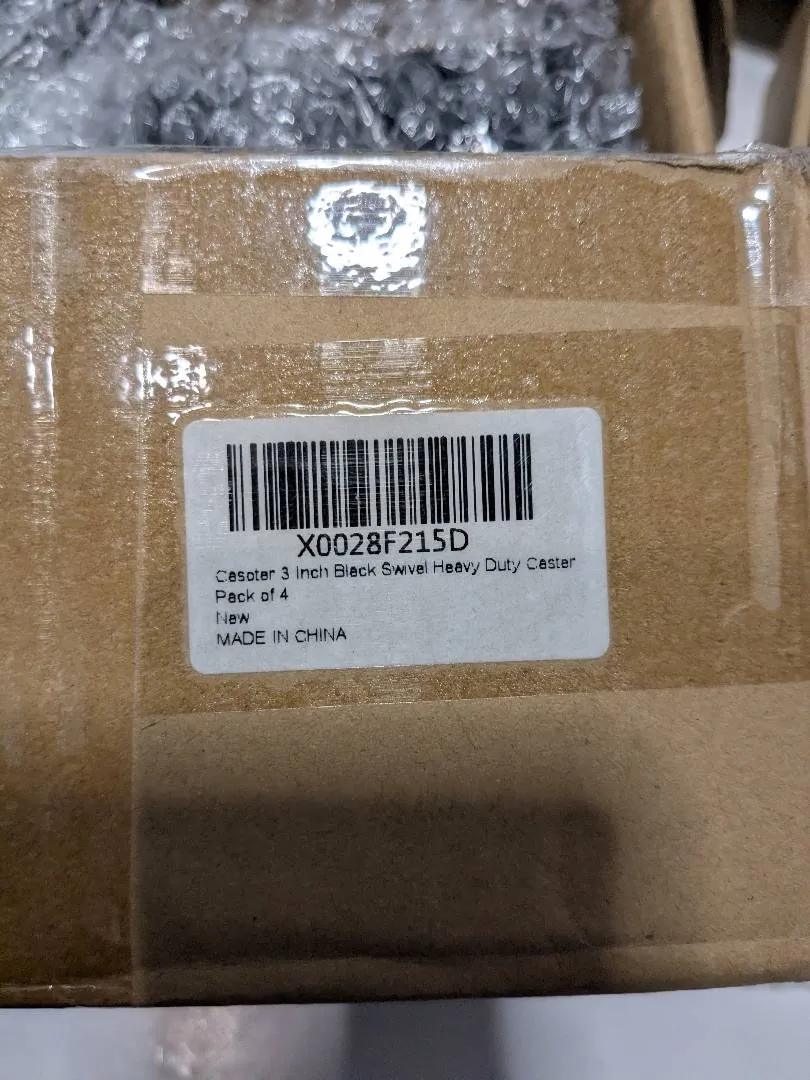 X0028F215D
Casoter 3 Inch Black Swivel Heavy Duty Caster
Pack of 4
New
MADE IN CHINA